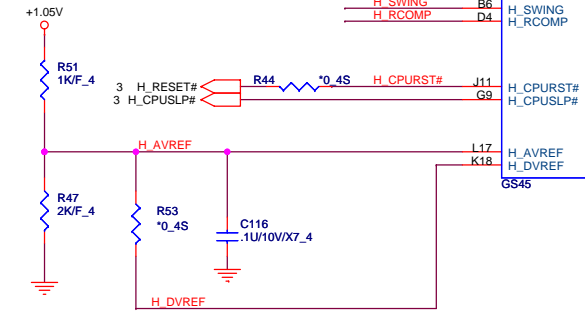 +1.05V
H_SWING
B6
H_SWING
H_RCOMP
D4
H_RCOMP
R51
1K/F_4
3 H_RESET#
R44
*0_4S
H_CPURST#
J11
H_CPURST#
3 H_CPUSLP#
G9
H_CPUSLP#
H_AVREF
L17
H_AVREF
K18
H_DVREF
GS45
R47
2K/F_4
R53
*0_4S
C116
.1U/10V/X7_4
H_DVREF